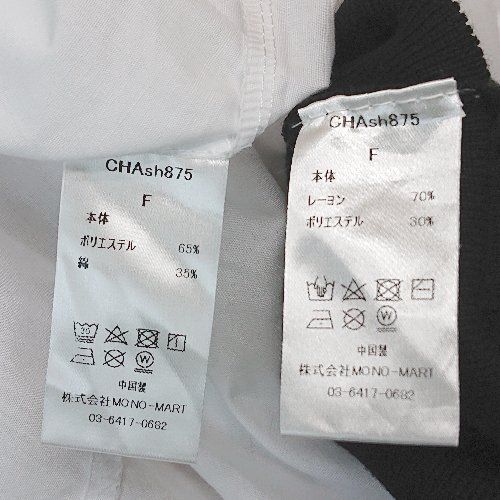 CHAsh875
F
本体
ポリエステル 65%
綿 35%
30
W
中国製
株式会社MONO-MART
03-6417-0682
CHAsh875
F
本体
レーヨン 70%
ポリエステル 30%
W
中国製
株式会社MONO-MART
03-6417-0682